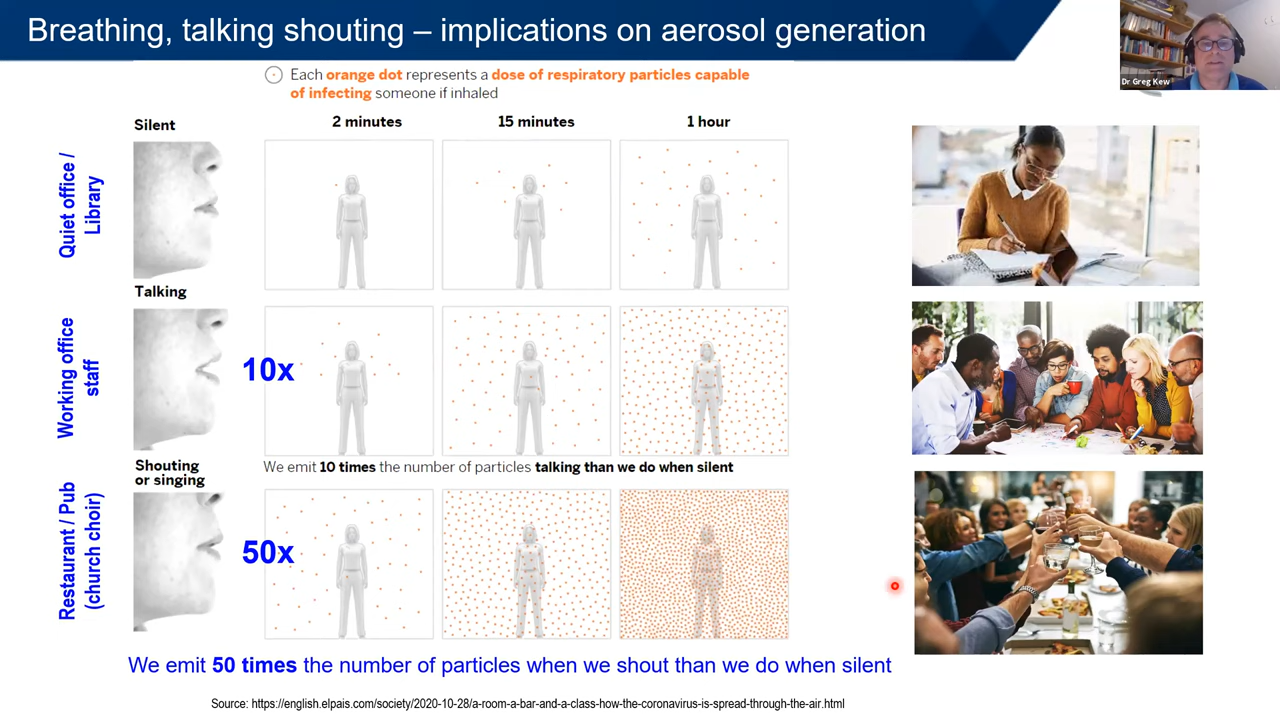 Breathing, talking shouting – implications on aerosol generation
Dr Greg Kew
Each orange dot represents a dose of respiratory particles capable
of infecting someone if inhaled
2 minutes
15 minutes
1 hour
Silent
Quiet office /
Library
Talking
Working office
staff
10x
We emit 10 times the number of particles talking than we do when silent
Shouting
or singing
Restaurant / Pub
(church choir)
50x
We emit 50 times the number of particles when we shout than we do when silent
Source: https://english.elpais.com/society/2020-10-28/a-room-a-bar-and-a-class-how-the-coronavirus-is-spread-through-the-air.html